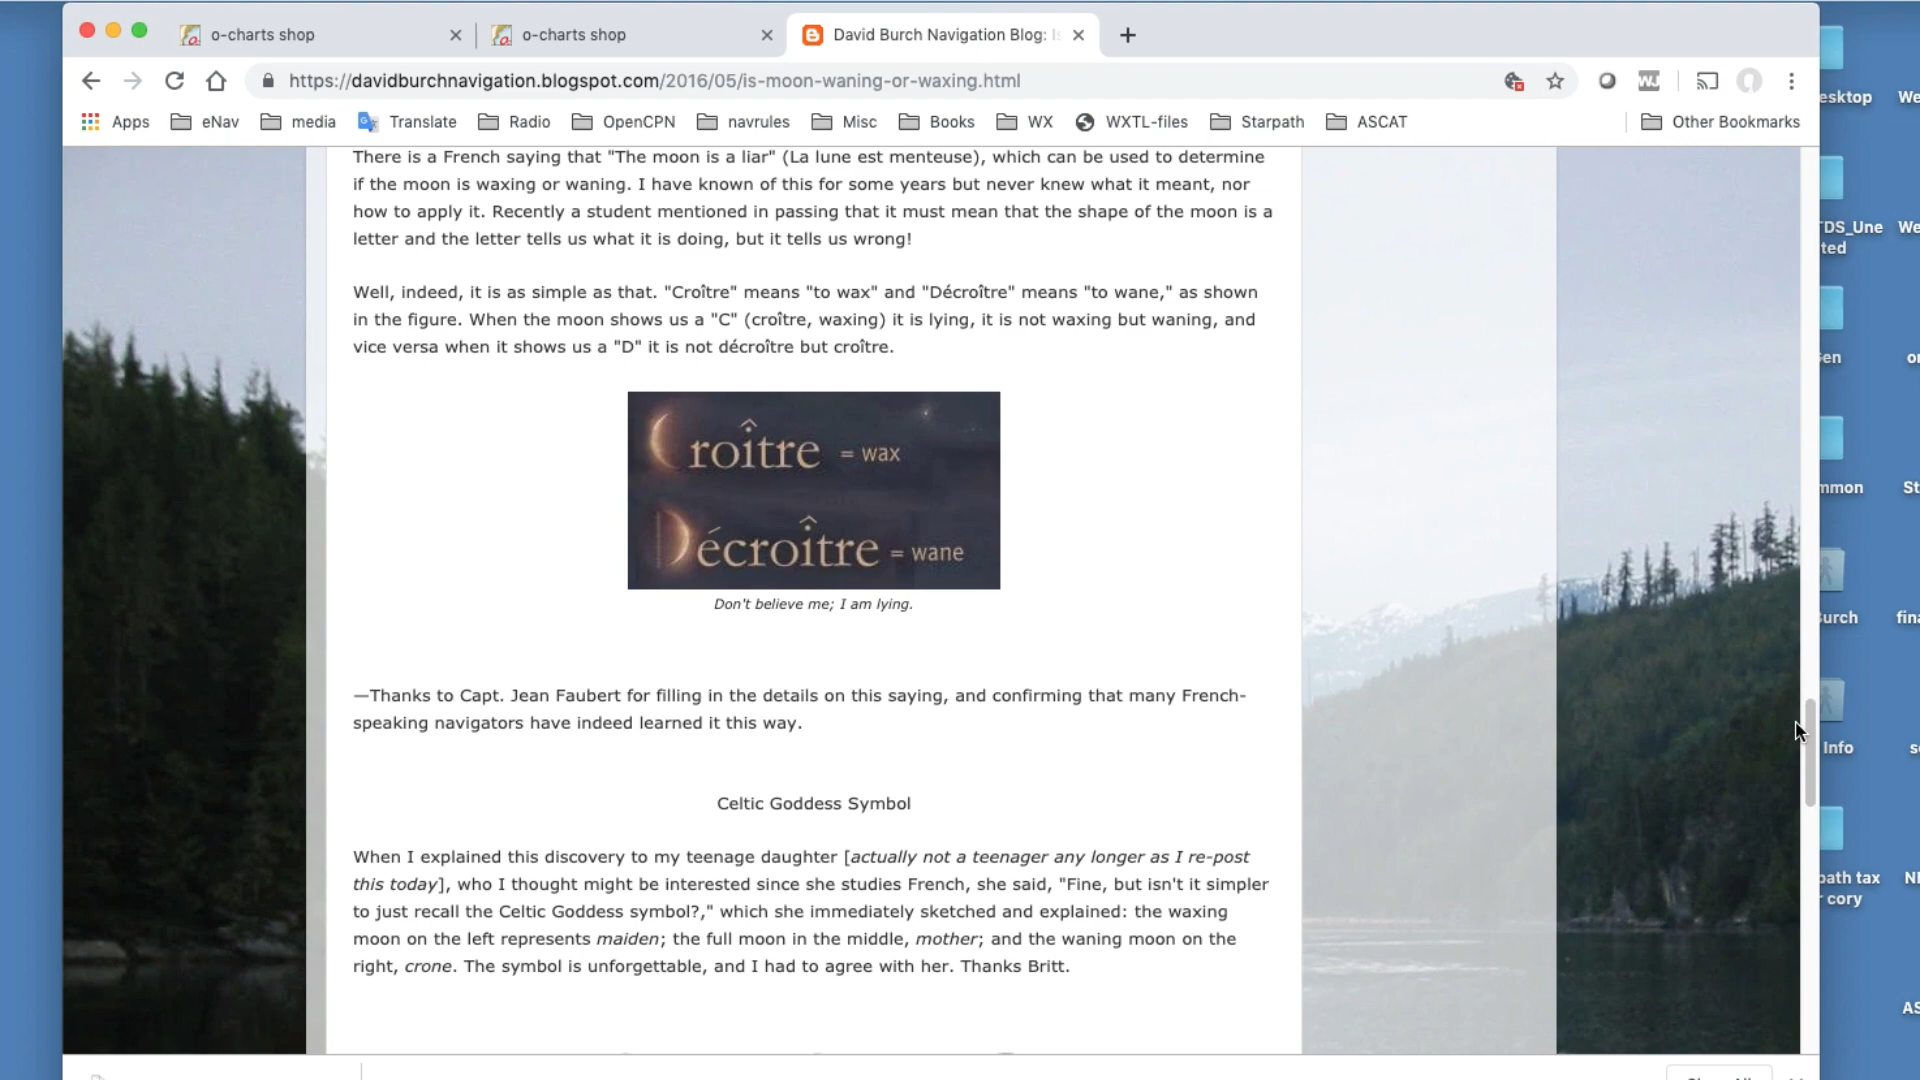 o-charts shop
o-charts shop
David Burch Navigation Blog: Is
https://davidburchnavigation.blogspot.com/2016/05/is-moon-waning-or-waxing.html
Apps eNav media Translate Radio OpenCPN navrules Misc Books WX WXTL-files Starpath ASCAT Other Bookmarks
There is a French saying that "The moon is a liar" (La lune est menteuse), which can be used to determine
if the moon is waxing or waning. I have known of this for some years but never knew what it meant, nor
how to apply it. Recently a student mentioned in passing that it must mean that the shape of the moon is a
letter and the letter tells us what it is doing, but it tells us wrong!
Well, indeed, it is as simple as that. "Croître" means "to wax" and "Décroître" means "to wane," as shown
in the figure. When the moon shows us a "C" (croître, waxing) it is lying, it is not waxing but waning, and
vice versa when it shows us a "D" it is not décroître but croître.
Croître = wax
Décroître = wane
Don't believe me; I am lying.
—Thanks to Capt. Jean Faubert for filling in the details on this saying, and confirming that many French-
speaking navigators have indeed learned it this way.
Celtic Goddess Symbol
When I explained this discovery to my teenage daughter [actually not a teenager any longer as I re-post
this today], who I thought might be interested since she studies French, she said, "Fine, but isn't it simpler
to just recall the Celtic Goddess symbol?," which she immediately sketched and explained: the waxing
moon on the left represents maiden; the full moon in the middle, mother; and the waning moon on the
right, crone. The symbol is unforgettable, and I had to agree with her. Thanks Britt.
esktop
TDS_Une
ted
mmon
Burch
Info
path tax
cory